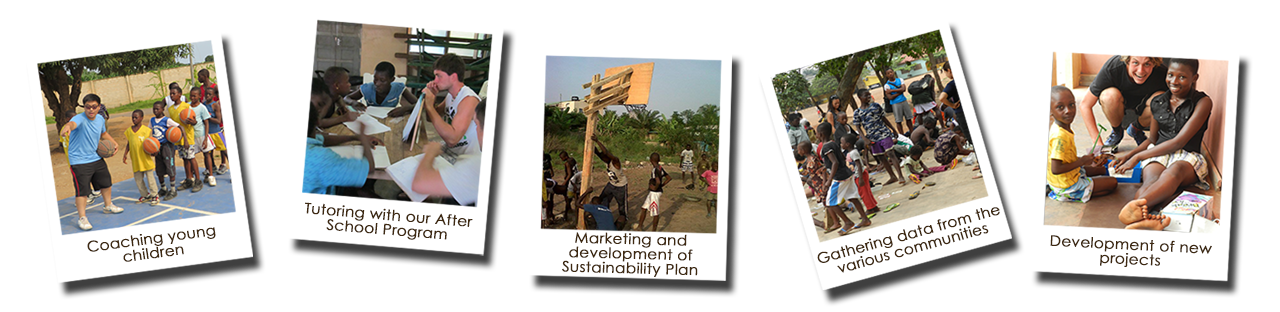 Coaching young
children
Tutoring with our After
School Program
Marketing and
development of
Sustainability Plan
Gathering data from the
various communities
Development of new
projects